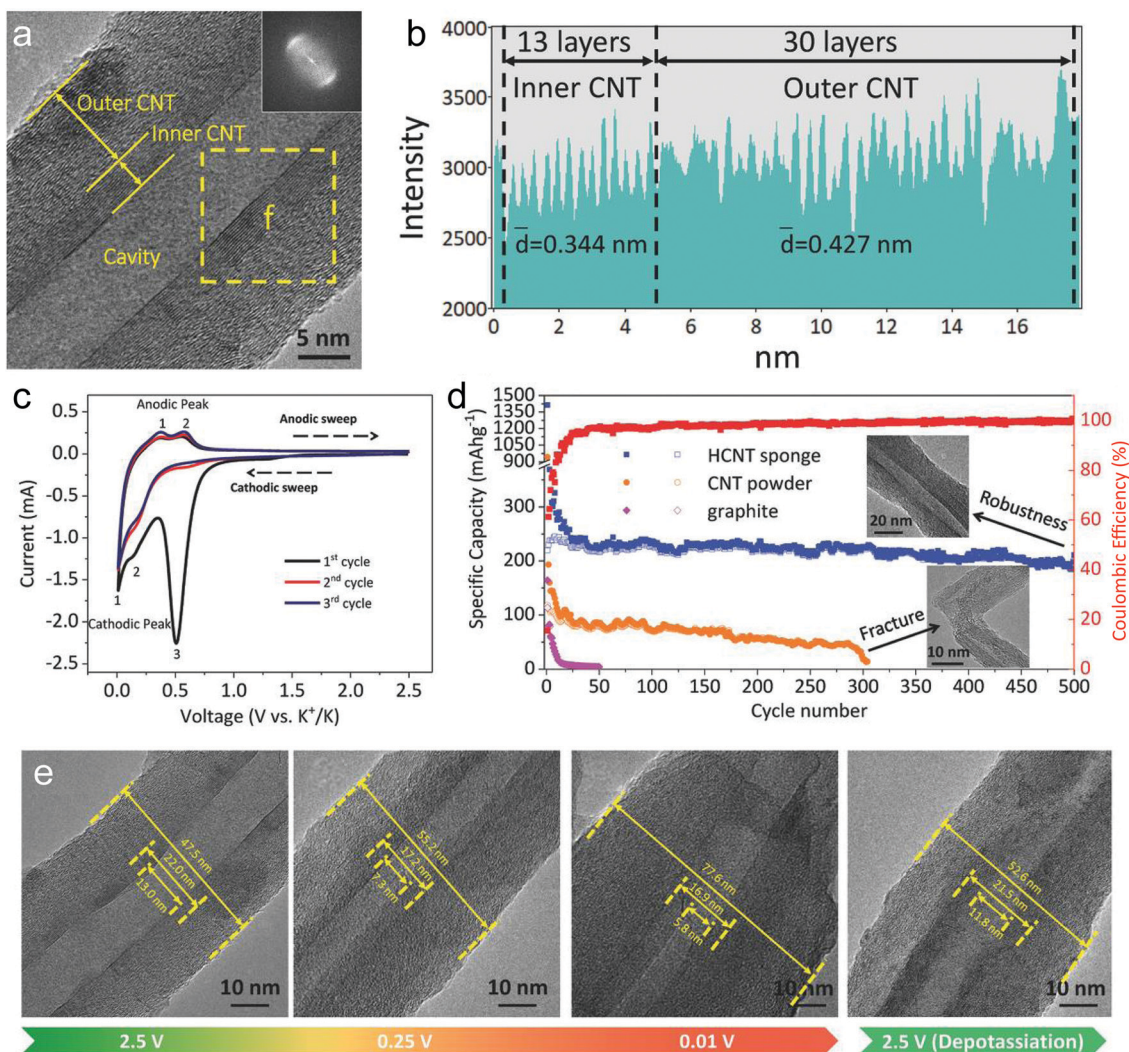 a
Outer CNT
Inner CNT
f
Cavity
5 nm
b
4000
3500
3000
2500
2000
Intensity
13 layers
30 layers
Inner CNT
Outer CNT
d̅=0.344 nm
d̅=0.427 nm
0
2
4
6
8
10
12
14
16
nm
c
0.5
0.0
-0.5
-1.0
-1.5
-2.0
-2.5
Current (mA)
Anodic Peak
1
2
Anodic sweep
Cathodic sweep
1
2
Cathodic Peak
3
1st cycle
2nd cycle
3rd cycle
0.0
0.5
1.0
1.5
2.0
2.5
Voltage (V vs. K⁺/K)
d
1500
1350
1200
1050
900
300
200
100
0
Specific Capacity (mAhg⁻¹)
HCNT sponge
CNT powder
graphite
20 nm
Robustness
Fracture
10 nm
100
80
60
40
20
0
Coulombic Efficiency (%)
0
50
100
150
200
250
300
350
400
450
500
Cycle number
e
47.5 nm
22.0 nm
13.0 nm
10 nm
55.2 nm
17.2 nm
7.3 nm
10 nm
77.6 nm
16.9 nm
5.8 nm
10 nm
52.6 nm
21.5 nm
11.8 nm
10 nm
2.5 V
0.25 V
0.01 V
2.5 V (Depotassiation)